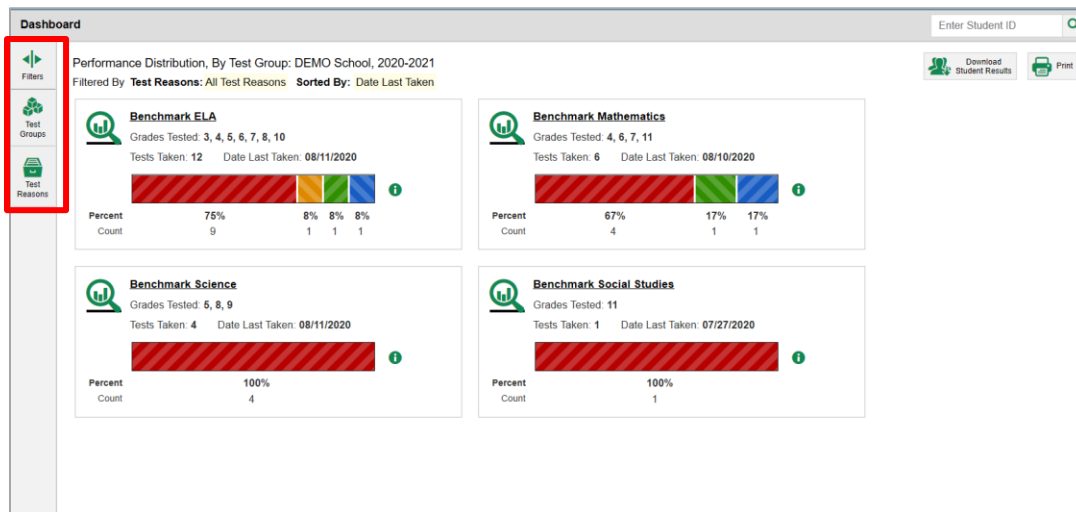 Dashboard
Enter Student ID
Filters
Test
Groups
Test
Reasons
Performance Distribution, By Test Group: DEMO School, 2020-2021
Filtered By Test Reasons: All Test Reasons Sorted By: Date Last Taken
Download
Student Results
Print
Benchmark ELA
Grades Tested: 3, 4, 5, 6, 7, 8, 10
Tests Taken: 12 Date Last Taken: 08/11/2020
Percent 75% 8% 8% 8%
Count 9 1 1 1
Benchmark Mathematics
Grades Tested: 4, 6, 7, 11
Tests Taken: 6 Date Last Taken: 08/10/2020
Percent 67% 17% 17%
Count 4 1 1
Benchmark Science
Grades Tested: 5, 8, 9
Tests Taken: 4 Date Last Taken: 08/11/2020
Percent 100%
Count 4
Benchmark Social Studies
Grades Tested: 11
Tests Taken: 1 Date Last Taken: 07/27/2020
Percent 100%
Count 1